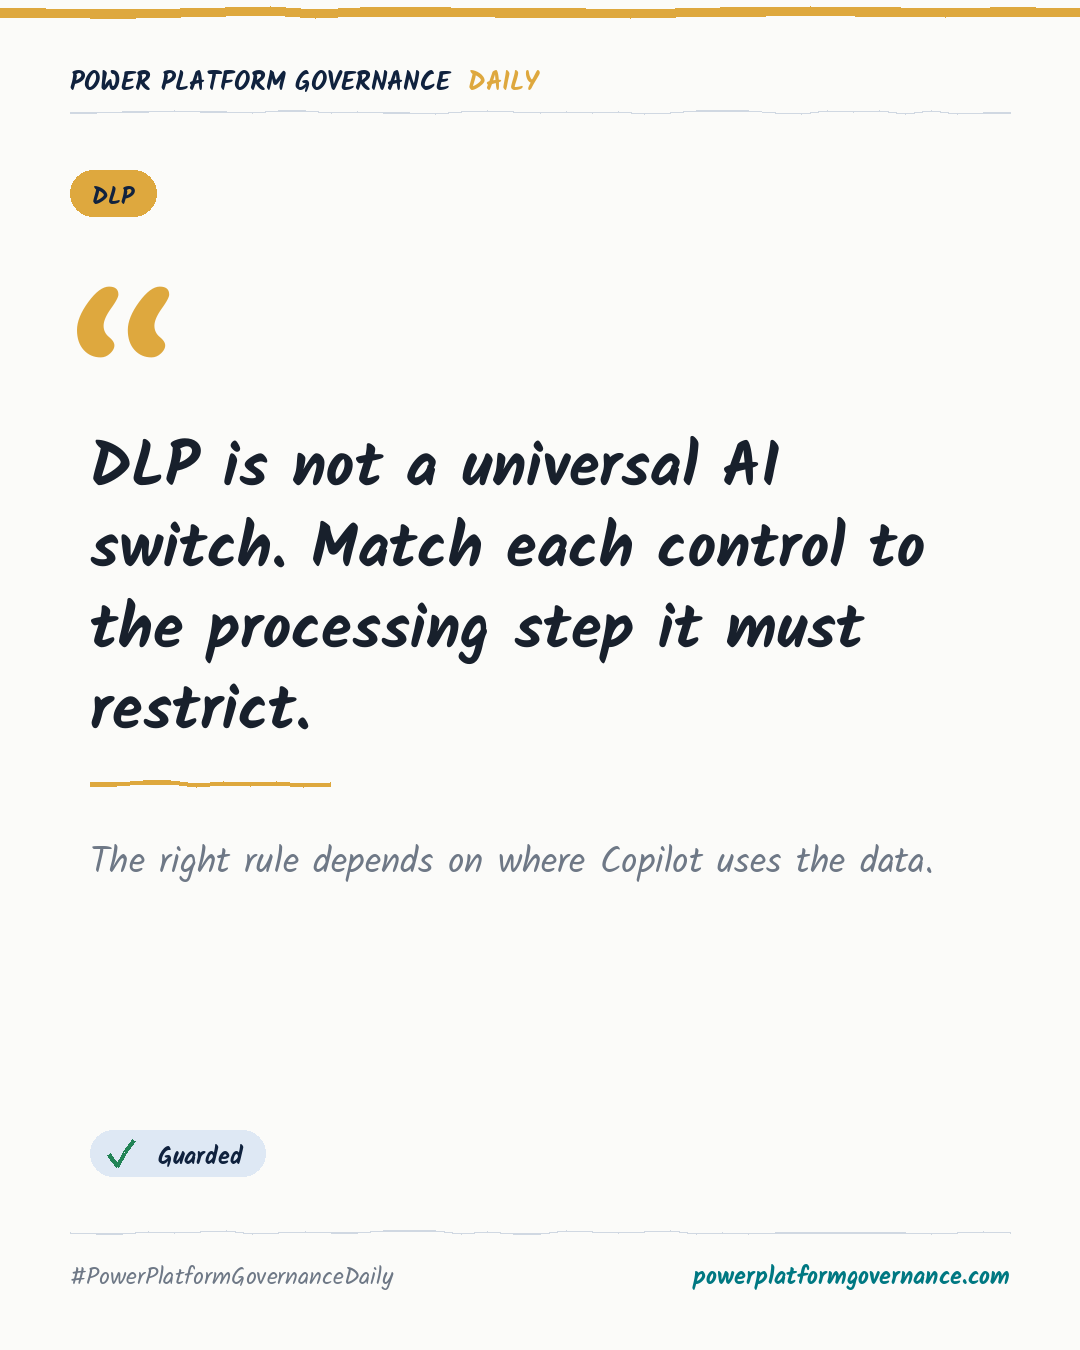 POWER PLATFORM GOVERNANCE DAILY
DLP
“
DLP is not a universal AI
switch. Match each control to
the processing step it must
restrict.
The right rule depends on where Copilot uses the data.
Guarded
#PowerPlatformGovernanceDaily
powerplatformgovernance.com